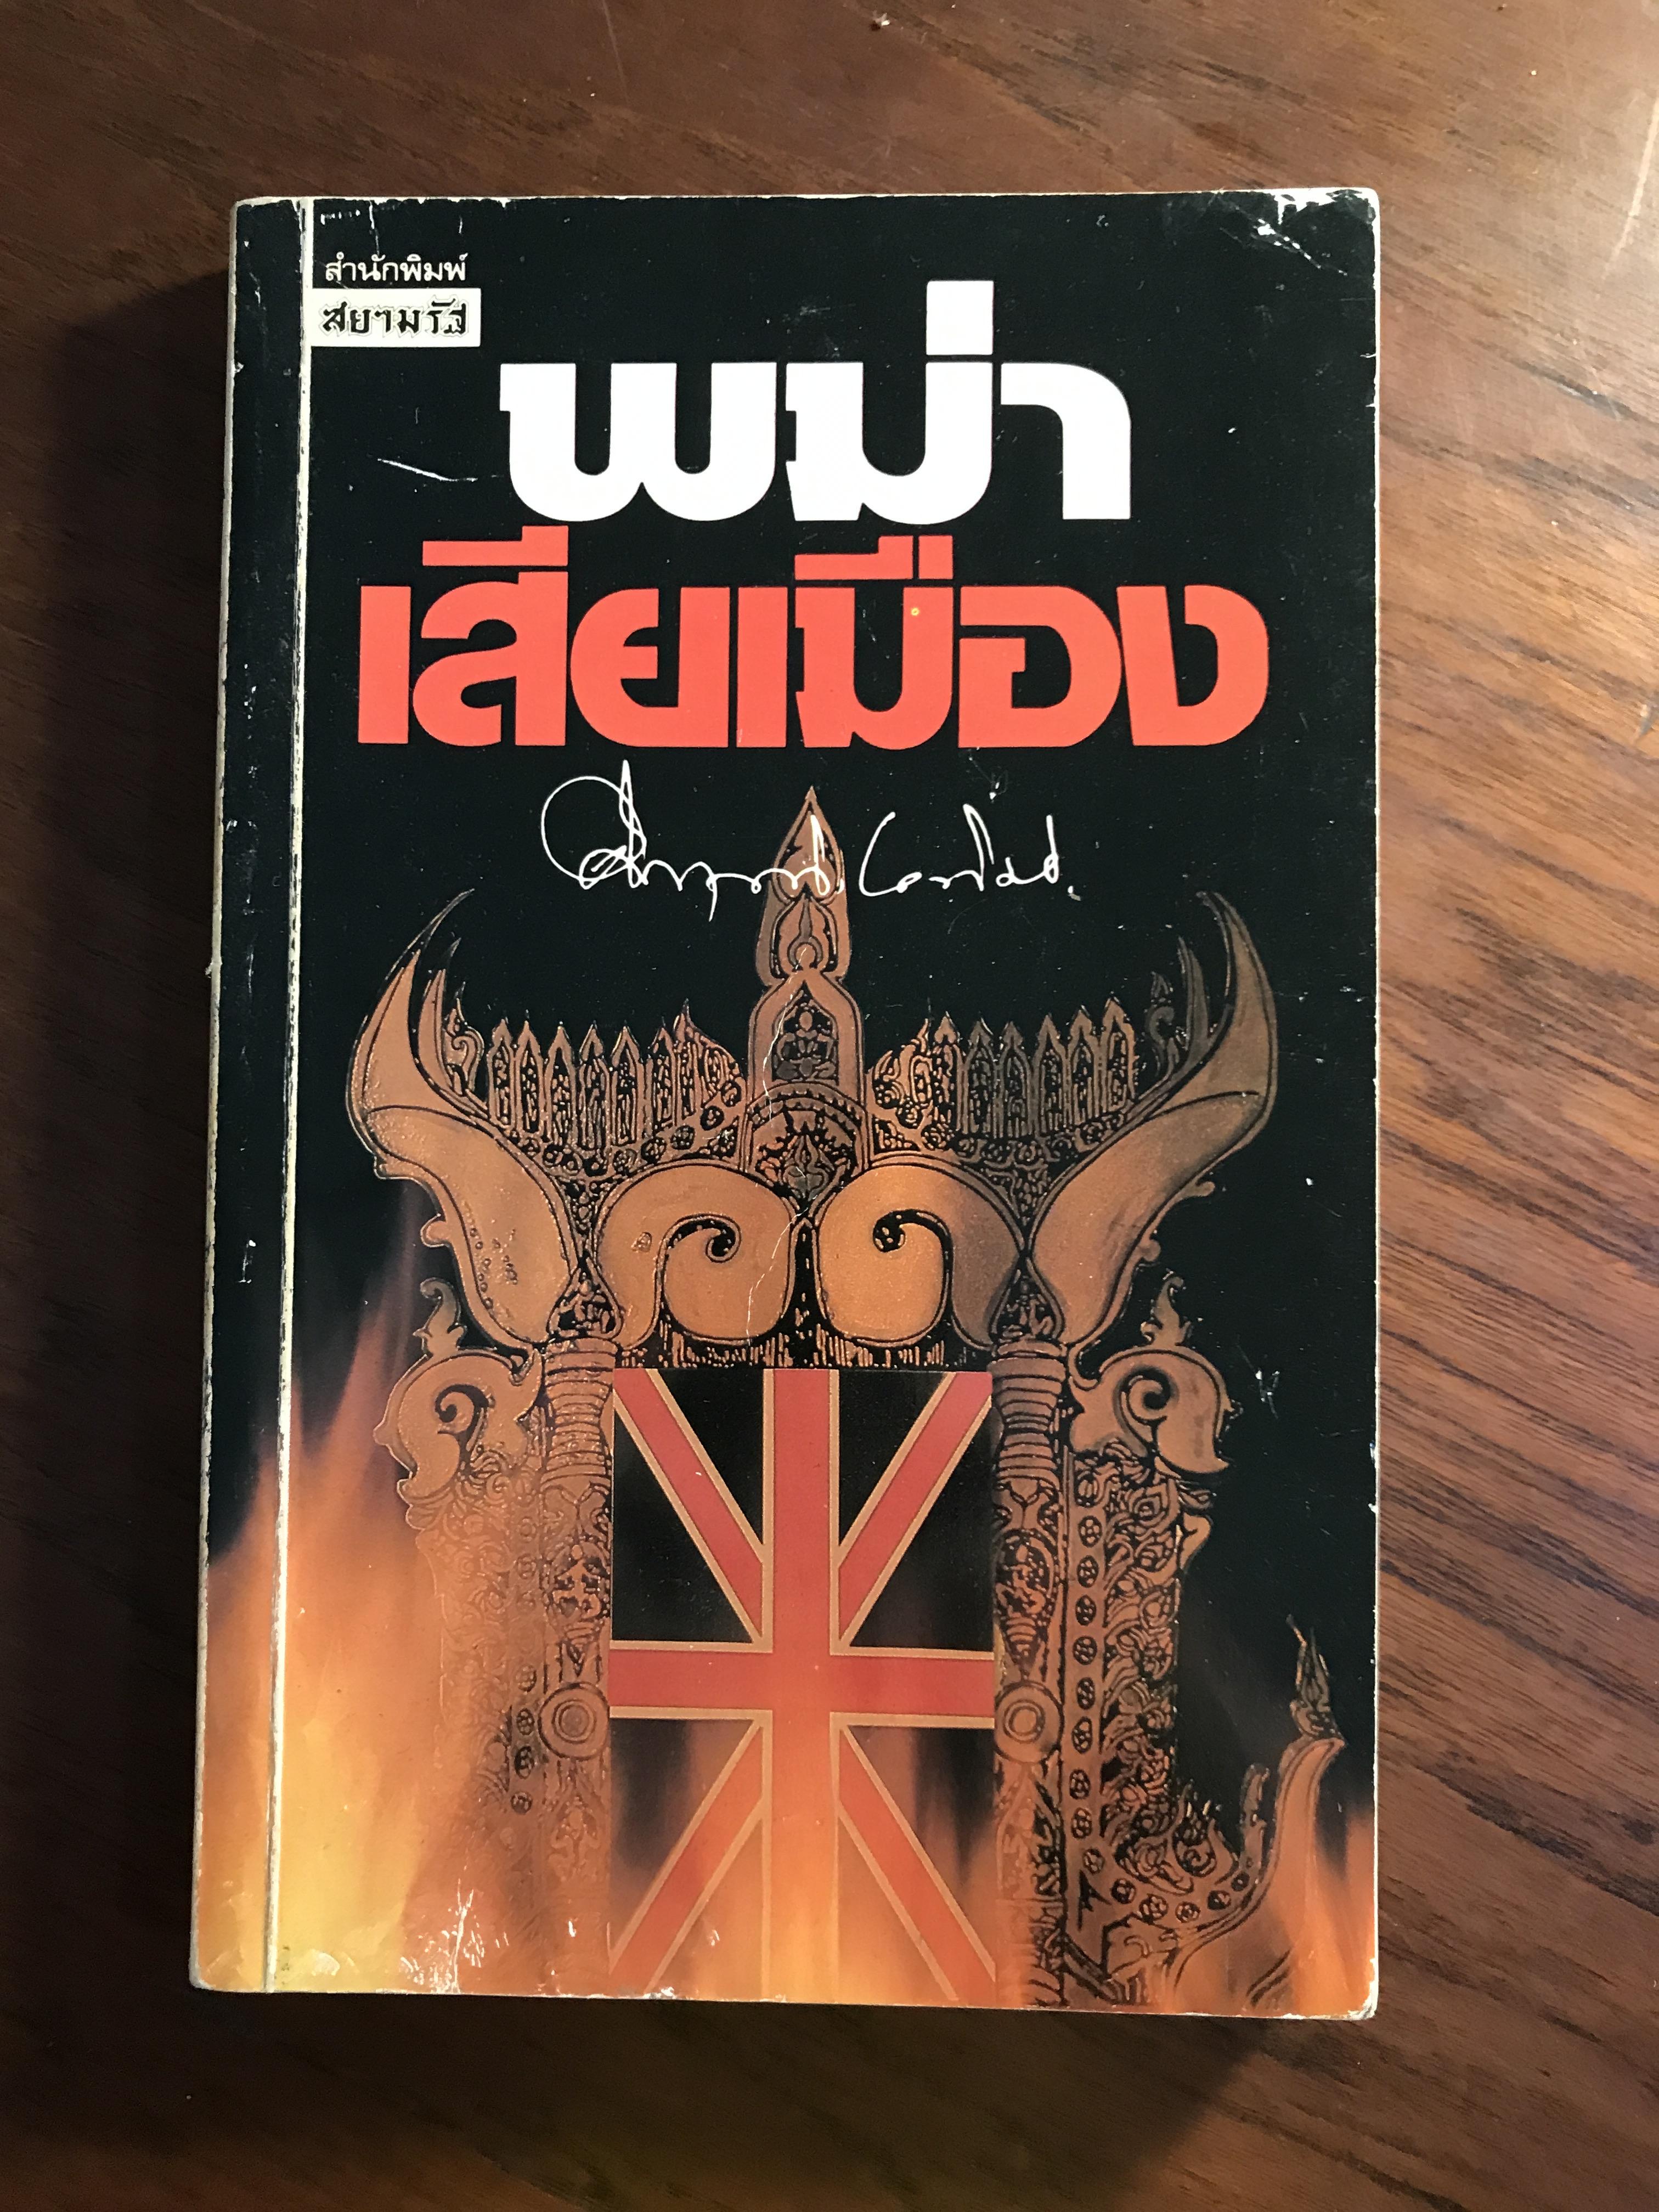 สำนักพิมพ์
สยามรัฐ
พม่า
เสียเมือง